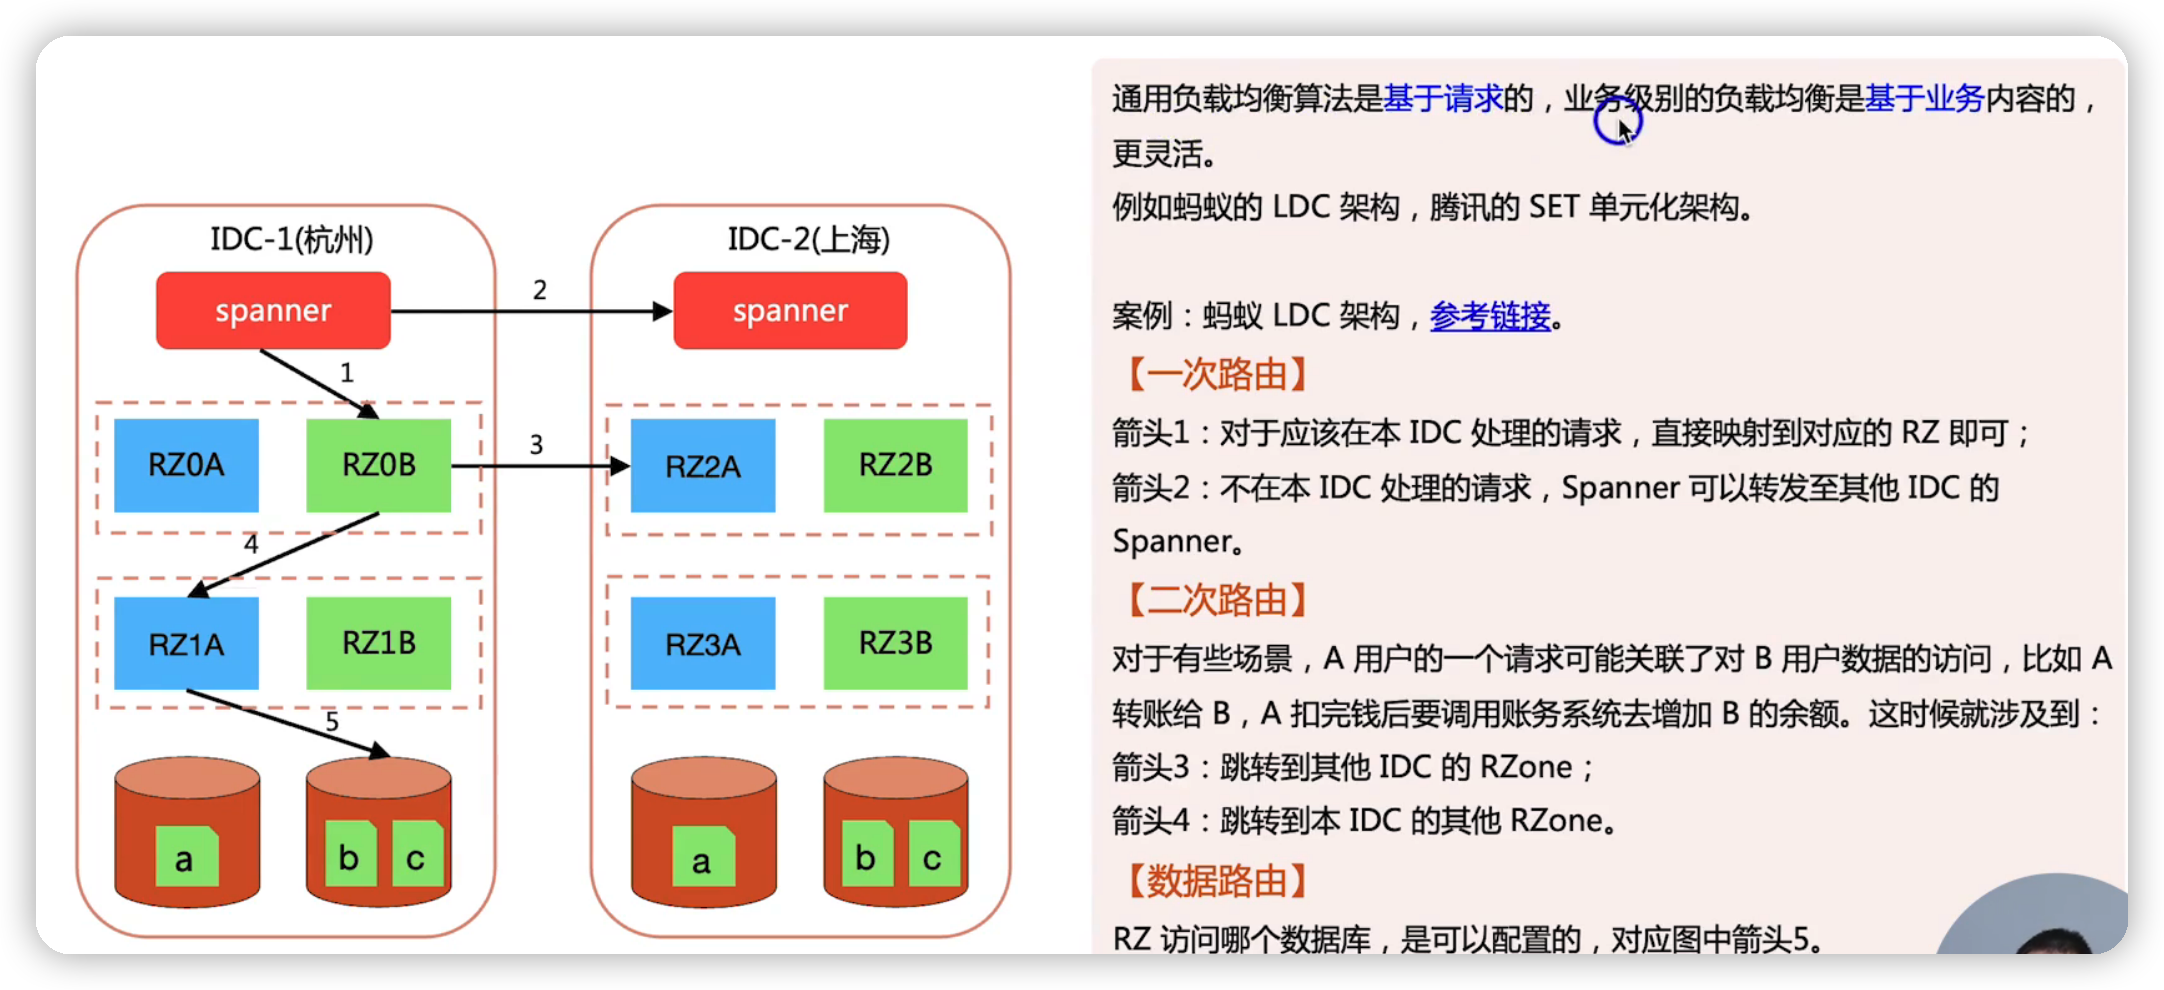 IDC-1(杭州)
spanner
1
RZ0A
RZ0B
4
RZ1A
RZ1B
5
a
b
c
2
3
IDC-2(上海)
spanner
RZ2A
RZ2B
RZ3A
RZ3B
a
b
c
通用负载均衡算法是基于请求的，业务级别的负载均衡是基于业务内容的，
更灵活。
例如蚂蚁的 LDC 架构，腾讯的 SET 单元化架构。
案例：蚂蚁 LDC 架构，参考链接。
【一次路由】
箭头1：对于应该在本 IDC 处理的请求，直接映射到对应的 RZ 即可；
箭头2：不在本 IDC 处理的请求，Spanner 可以转发至其他 IDC 的
Spanner。
【二次路由】
对于有些场景，A 用户的一个请求可能关联了对 B 用户数据的访问，比如 A
转账给 B，A 扣完钱后要调用账务系统去增加 B 的余额。这时候就涉及到：
箭头3：跳转到其他 IDC 的 RZone；
箭头4：跳转到本 IDC 的其他 RZone。
【数据路由】
RZ 访问哪个数据库，是可以配置的，对应图中箭头5。